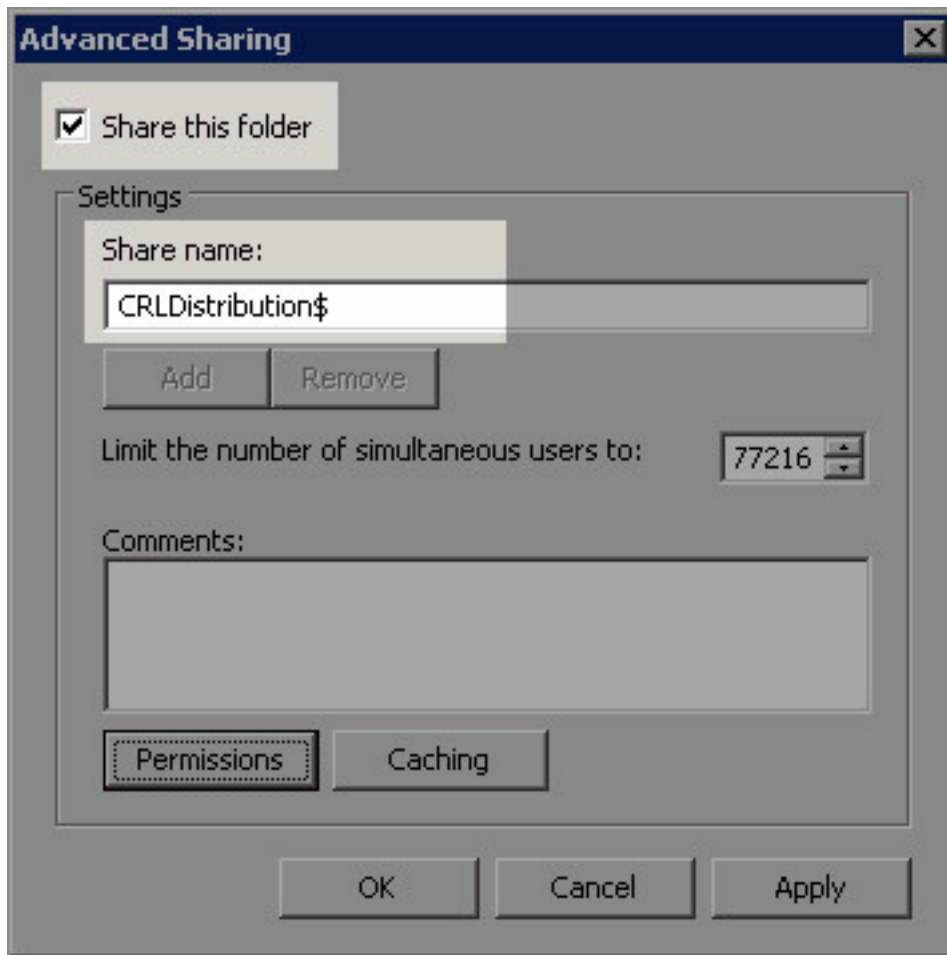 Advanced Sharing
Share this folder
Settings
Share name:
CRLDistribution$
Add Remove
Limit the number of simultaneous users to: 77216
Comments:
Permissions Caching
OK Cancel Apply